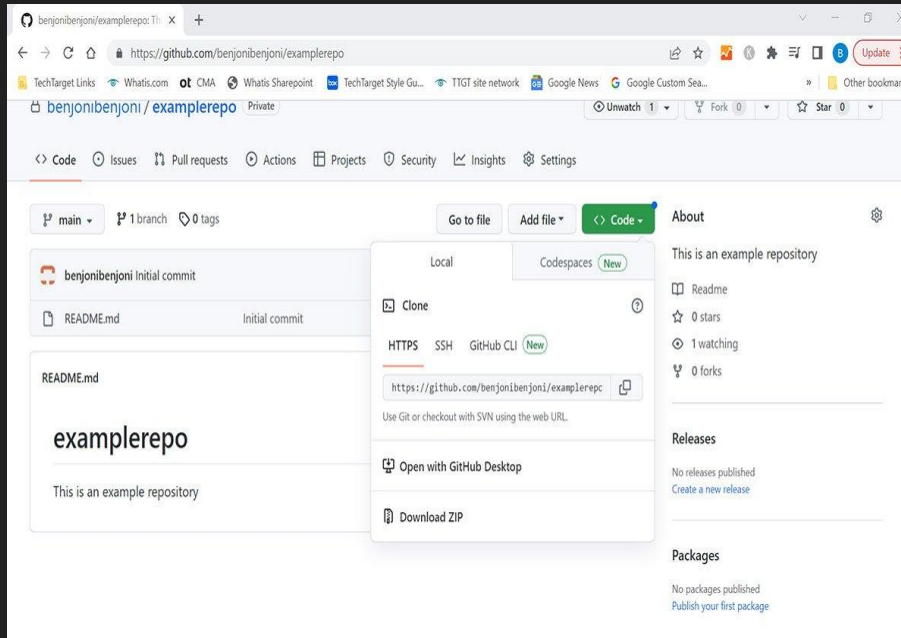 benjonibenjoni/examplerepo: Th
https://github.com/benjonibenjoni/examplerepo
B Update
TechTarget Links Whatis.com ot CMA Whatis Sharepoint box TechTarget Style Gu... TTGT site network Google News G Google Custom Sea... » Other bookmar
benjonibenjoni / examplerepo Private Unwatch 1 Fork 0 Star 0
<> Code Issues Pull requests Actions Projects Security Insights Settings
main 1 branch 0 tags Go to file Add file <> Code
About
This is an example repository
Readme
0 stars
1 watching
0 forks
Releases
No releases published
Create a new release
Packages
No packages published
Publish your first package
benjonibenjoni Initial commit
README.md Initial commit
README.md
examplerepo
This is an example repository
Local Codespaces New
Clone
HTTPS SSH GitHub CLI New
https://github.com/benjonibenjoni/examplerepc
Use Git or checkout with SVN using the web URL.
Open with GitHub Desktop
Download ZIP